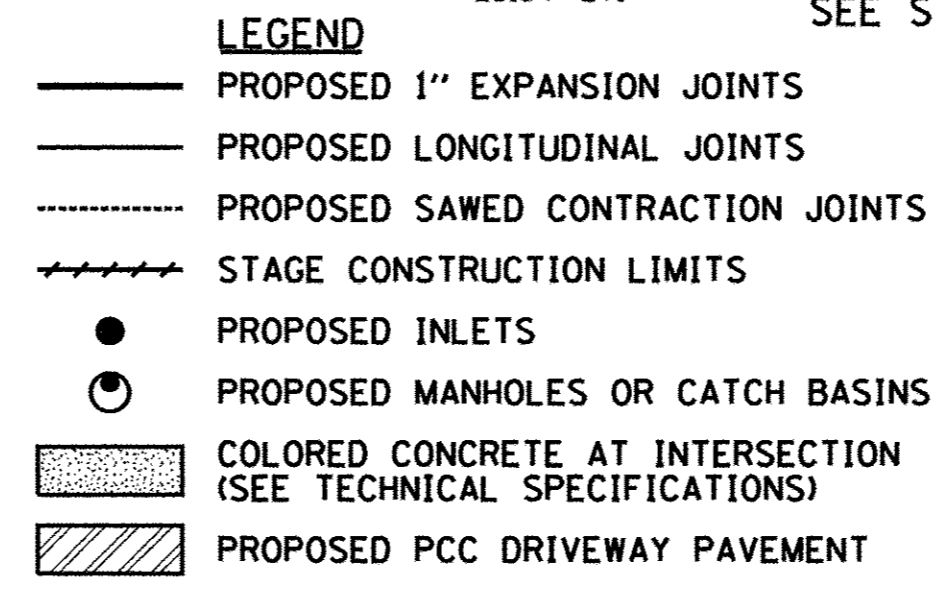 SEE S
LEGEND
PROPOSED 1" EXPANSION JOINTS
PROPOSED LONGITUDINAL JOINTS
PROPOSED SAWED CONTRACTION JOINTS
STAGE CONSTRUCTION LIMITS
PROPOSED INLETS
PROPOSED MANHOLES OR CATCH BASINS
COLORED CONCRETE AT INTERSECTION
(SEE TECHNICAL SPECIFICATIONS)
PROPOSED PCC DRIVEWAY PAVEMENT